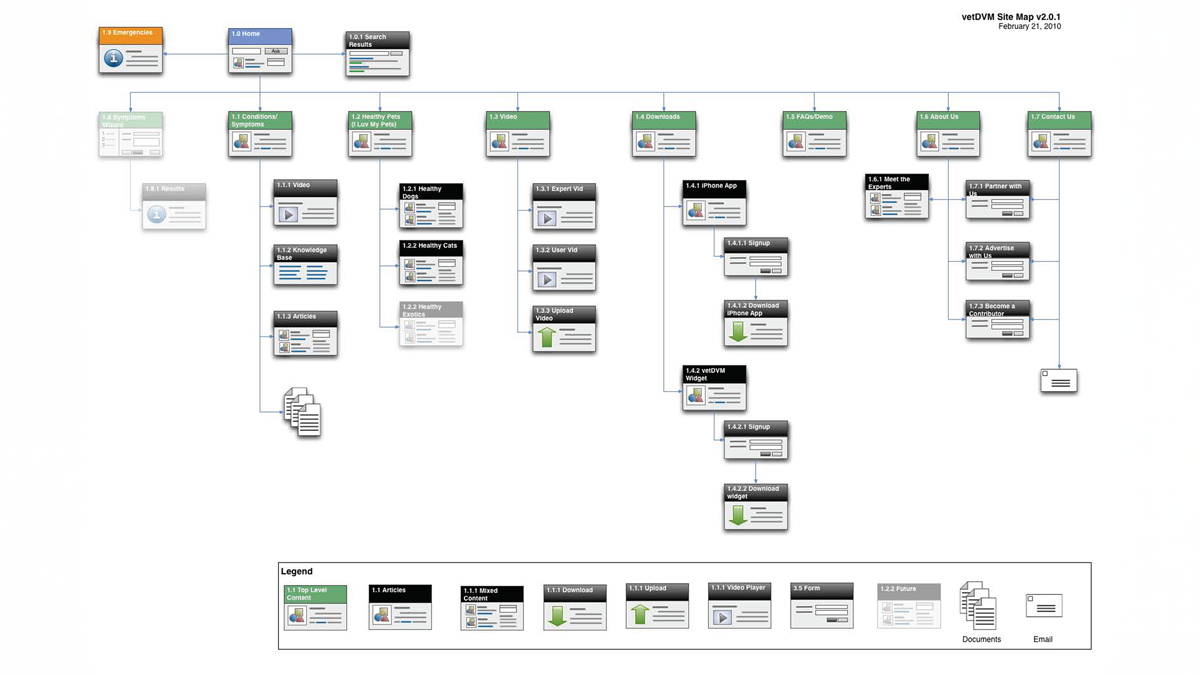 vetDVM Site Map v2.0.1
February 21, 2010
1.9 Emergencies
1.0 Home
Ask
1.0.1 Search
Results
1.8 Symptoms
Wizard
1.1 Conditions/
Symptoms
1.2 Healthy Pets
(I Luv My Pets)
1.3 Video
1.4 Downloads
1.5 FAQs/Demo
1.6 About Us
1.7 Contact Us
1.8.1 Results
1.1.1 Video
1.1.2 Knowledge
Base
1.1.3 Articles
1.2.1 Healthy
Dogs
1.2.2 Healthy Cats
1.2.2 Healthy
Exotics
1.3.1 Expert Vid
1.3.2 User Vid
1.3.3 Upload
Video
1.4.1 iPhone App
1.4.1.1 Signup
1.4.1.2 Download
iPhone App
1.4.2 vetDVM
Widget
1.4.2.1 Signup
1.4.2.2 Download
widget
1.6.1 Meet the
Experts
1.7.1 Partner with
Us
1.7.2 Advertise
with Us
1.7.3 Become a
Contributor
Legend
1.1 Top Level
Content
1.1 Articles
1.1.1 Mixed
Content
1.1.1 Download
1.1.1 Upload
1.1.1 Video Player
3.5 Form
1.2.2 Future
Documents
Email